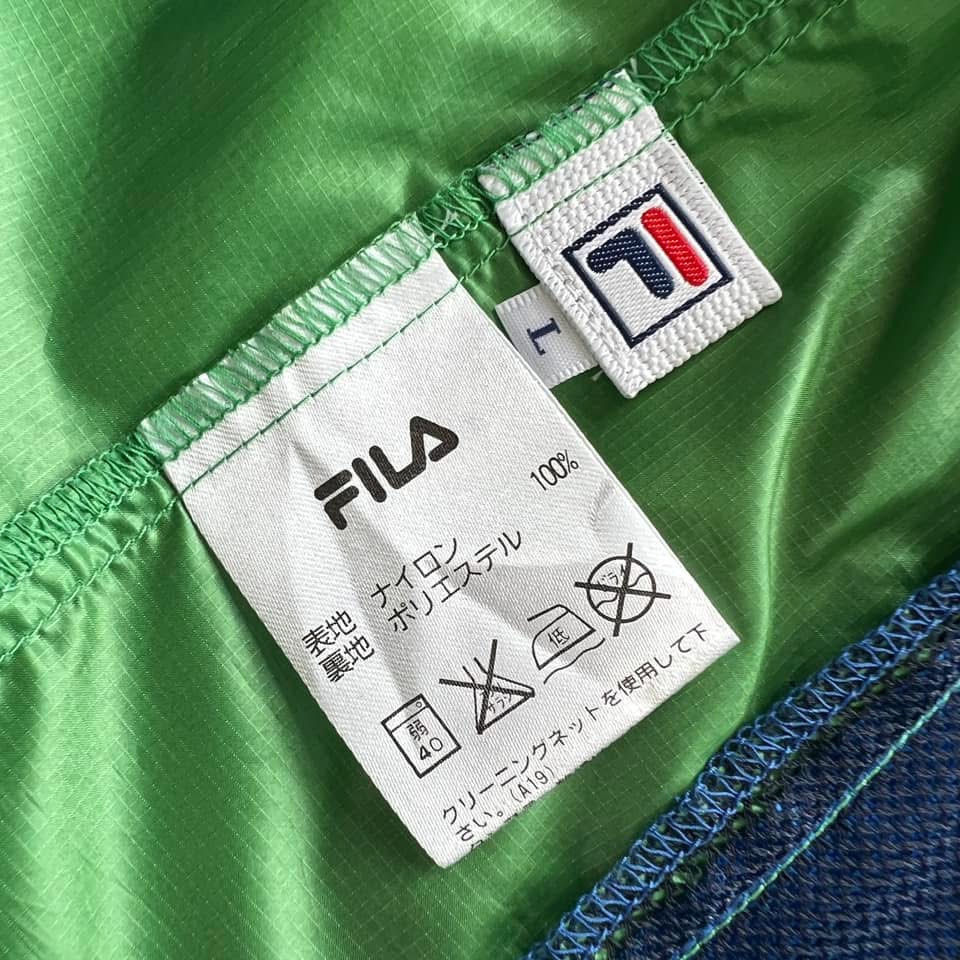 L
FILA
100%
表地 ナイロン
裏地 ポリエステル
弱
40
低
ドライ
クリーニングネットを使用して下
さい。(A19)